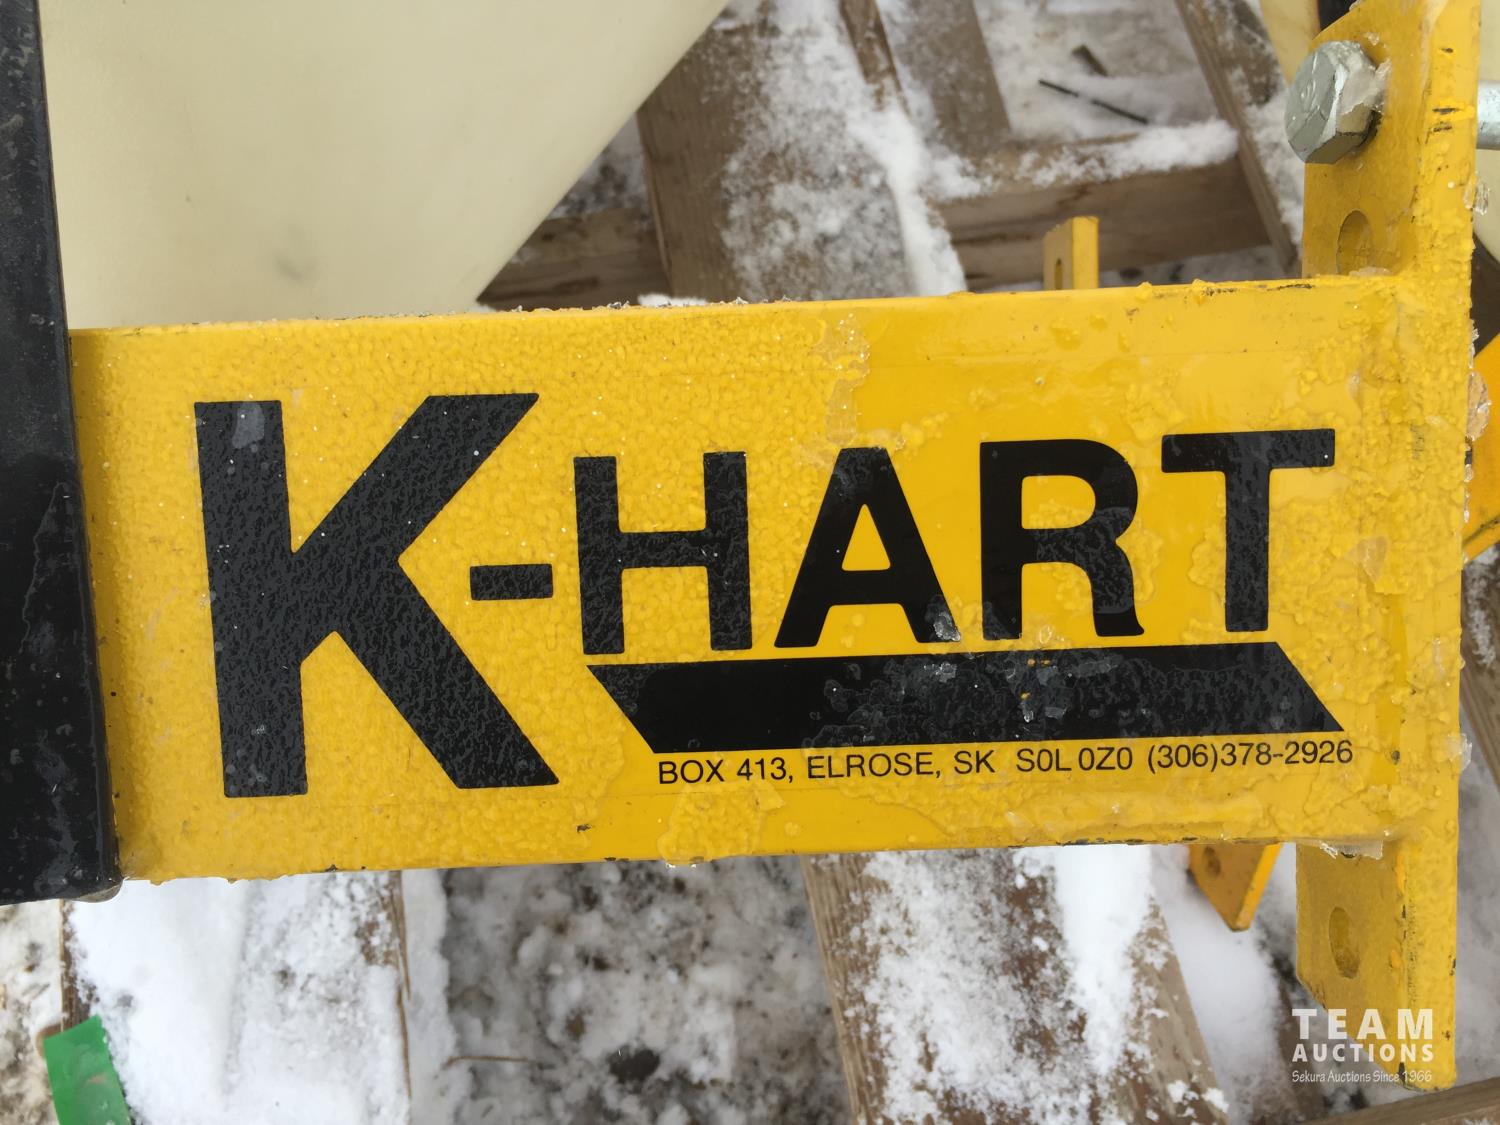 K-HART
BOX 413, ELROSE, SK S0L 0Z0 (306)378-2926
TEAM
AUCTIONS
Sekura Auctions Since 1966